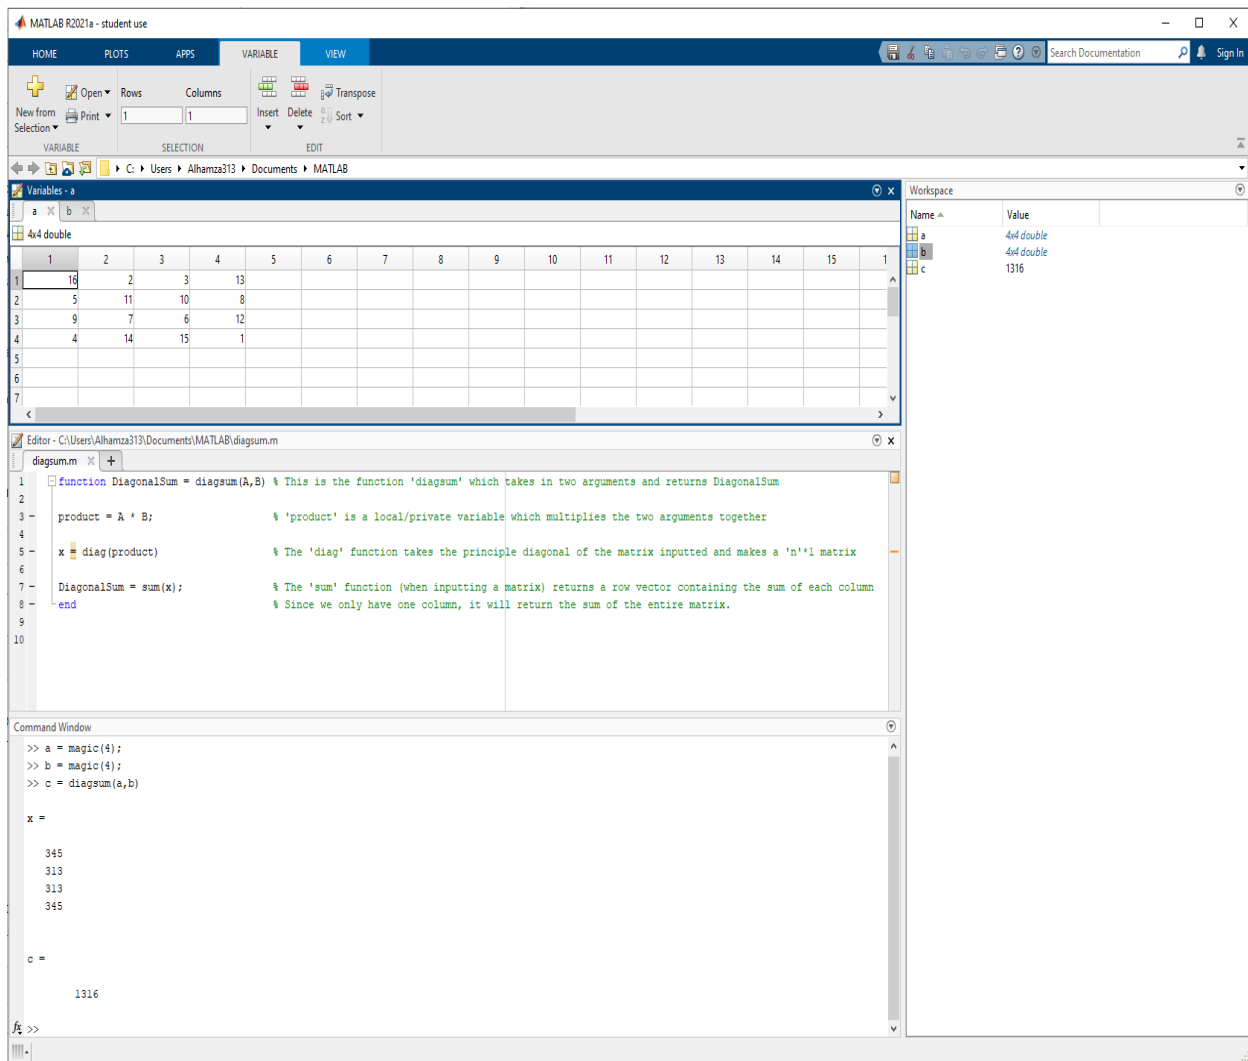 MATLAB R2021a - student use
HOME PLOTS APPS VARIABLE VIEW Search Documentation Sign In
New from Selection Open Print Rows Columns 1 1 Insert Delete Transpose Sort
VARIABLE SELECTION EDIT
C: Users Alhamza313 Documents MATLAB
Variables - a
a b
4x4 double
1 2 3 4 5 6 7 8 9 10 11 12 13 14 15 1
1 16 2 3 13
2 5 11 10 8
3 9 7 6 12
4 4 14 15 1
5
6
7
Workspace
Name Value
a 4x4 double
b 4x4 double
c 1316
Editor - C:\Users\Alhamza313\Documents\MATLAB\diagsum.m
diagsum.m +
1 function DiagonalSum = diagsum(A,B) % This is the function 'diagsum' which takes in two arguments and returns DiagonalSum
2
3 - product = A * B; % 'product' is a local/private variable which multiplies the two arguments together
4
5 - x = diag(product) % The 'diag' function takes the principle diagonal of the matrix inputted and makes a 'n'*1 matrix
6
7 - DiagonalSum = sum(x); % The 'sum' function (when inputting a matrix) returns a row vector containing the sum of each column
8 - end % Since we only have one column, it will return the sum of the entire matrix.
9
10
Command Window
>> a = magic(4);
>> b = magic(4);
>> c = diagsum(a,b)
x =
345
313
313
345
c =
1316
fx >>